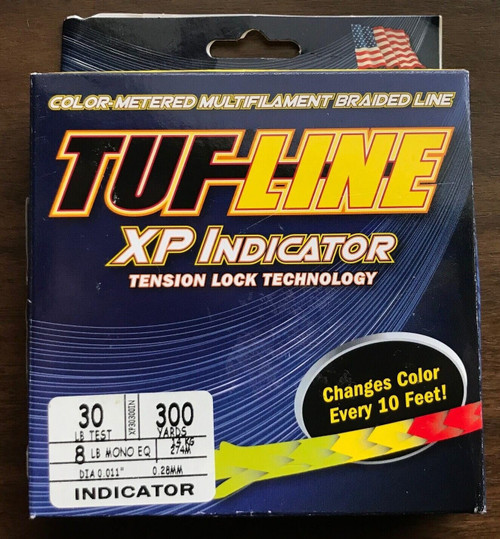 COLOR-METERED MULTIFILAMENT BRAIDED LINE
TUF-LINE
XP INDICATOR
TENSION LOCK TECHNOLOGY
Changes Color
Every 10 Feet!
30
LB TEST
XPI30300IN
300
YARDS
13 KG
274M
8 LB MONO EQ
DIA 0.011" 0.28MM
INDICATOR